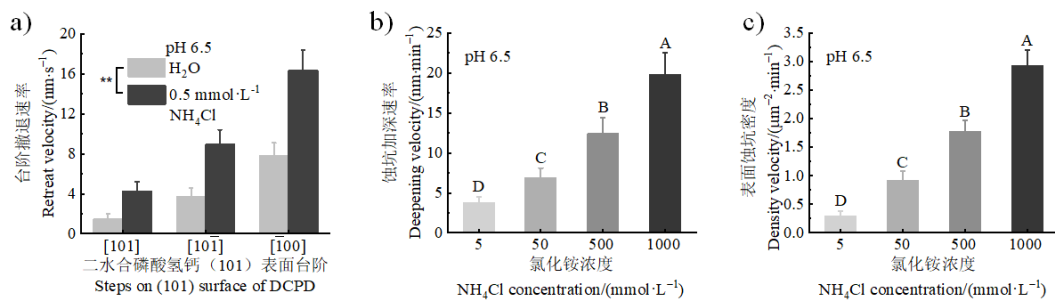 a)
pH 6.5
**
H₂O
0.5 mmol·L⁻¹
NH₄Cl
台阶撤退速率
Retreat velocity/(nm·s⁻¹)
20
16
12
8
4
0
[101]
[101̄]
[1̄00]
二水合磷酸氢钙（101）表面台阶
Steps on (101) surface of DCPD
b)
pH 6.5
蚀坑加深速率
Deepening velocity/(nm·min⁻¹)
25
20
15
10
5
0
D
C
B
A
5
50
500
1000
氯化铵浓度
NH₄Cl concentration/(mmol·L⁻¹)
c)
pH 6.5
表面蚀坑密度
Density velocity/(μm⁻²·min⁻¹)
3.5
3.0
2.5
2.0
1.5
1.0
0.5
0.0
D
C
B
A
5
50
500
1000
氯化铵浓度
NH₄Cl concentration/(mmol·L⁻¹)